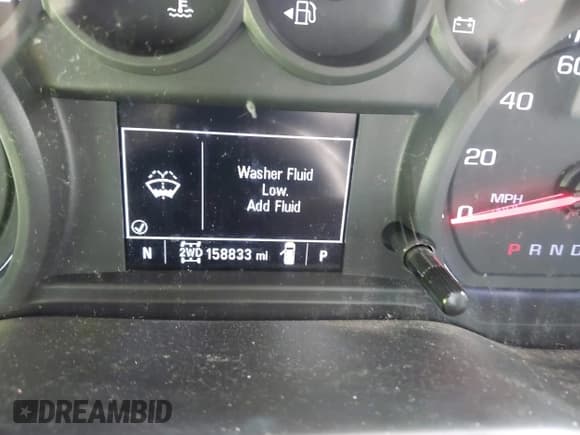 60
40
20
0
MPH
Washer Fluid
Low.
Add Fluid
N 2WD 158833 mi P
P R N D
DREAMBID